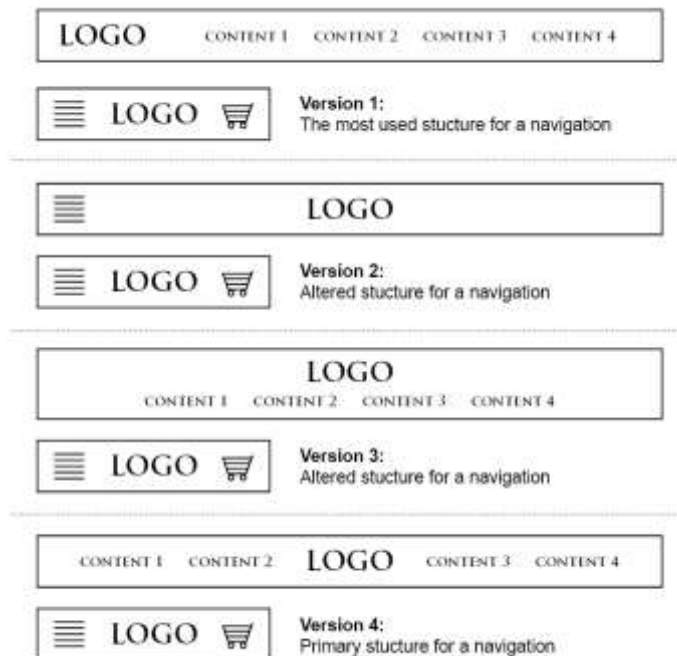 LOGO CONTENT 1 CONTENT 2 CONTENT 3 CONTENT 4
LOGO
Version 1:
The most used stucture for a navigation
LOGO
LOGO
Version 2:
Altered stucture for a navigation
LOGO
CONTENT 1 CONTENT 2 CONTENT 3 CONTENT 4
LOGO
Version 3:
Altered stucture for a navigation
CONTENT 1 CONTENT 2 LOGO CONTENT 3 CONTENT 4
LOGO
Version 4:
Primary stucture for a navigation